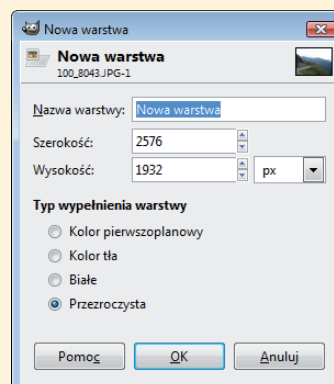 Nowa warstwa
Nowa warstwa
100_8043.JPG-1
Nazwa warstwy: Nowa warstwa
Szerokość: 2576
Wysokość: 1932 px
Typ wypełnienia warstwy
Kolor pierwszoplanowy
Kolor tła
Białe
Przezroczysta
Pomoc OK Anuluj